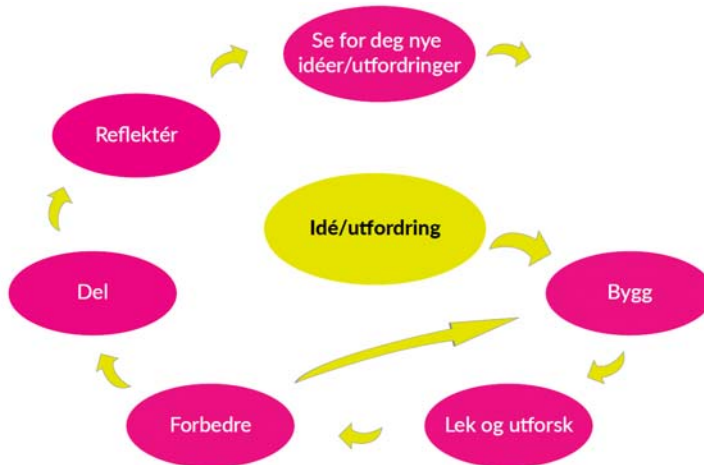 Se for deg nye
idéer/utfordringer
Reflektér
Idé/utfordring
Del
Bygg
Forbedre
Lek og utforsk